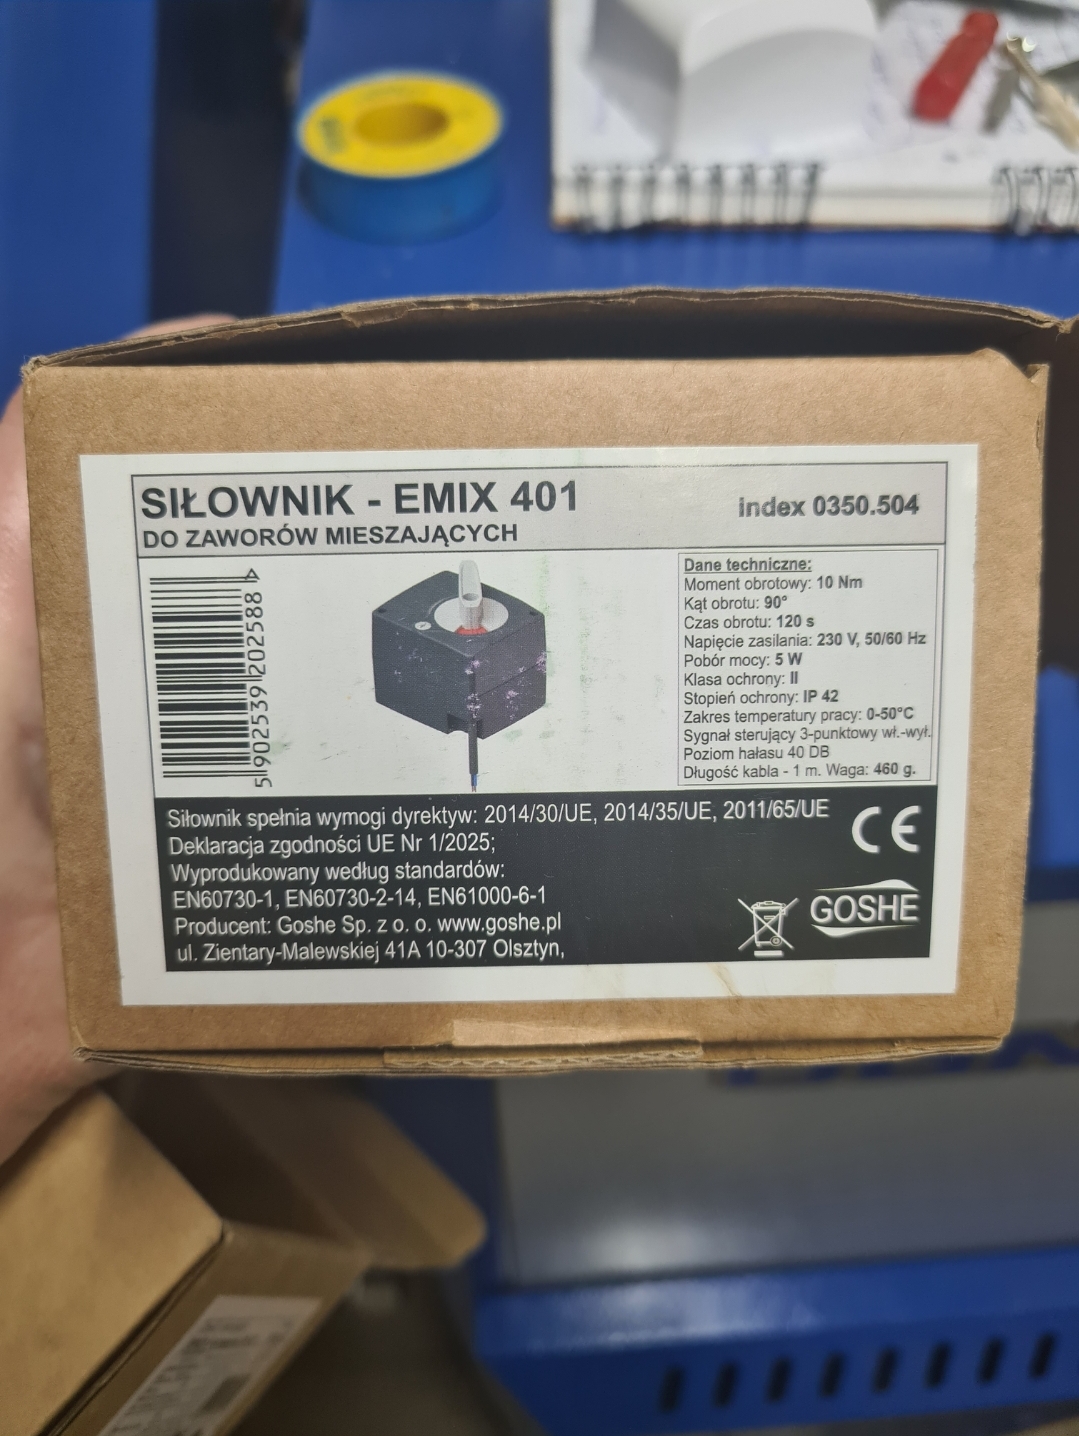 SIŁOWNIK - EMIX 401
index 0350.504
DO ZAWORÓW MIESZAJĄCYCH
5 902539 202588
Dane techniczne:
Moment obrotowy: 10 Nm
Kąt obrotu: 90°
Czas obrotu: 120 s
Napięcie zasilania: 230 V, 50/60 Hz
Pobór mocy: 5 W
Klasa ochrony: II
Stopień ochrony: IP 42
Zakres temperatury pracy: 0-50°C
Sygnał sterujący 3-punktowy wł.-wył.
Poziom hałasu 40 DB
Długość kabla - 1 m. Waga: 460 g.
Siłownik spełnia wymogi dyrektyw: 2014/30/UE, 2014/35/UE, 2011/65/UE
Deklaracja zgodności UE Nr 1/2025;
Wyprodukowany według standardów:
EN60730-1, EN60730-2-14, EN61000-6-1
Producent: Goshe Sp. z o. o. www.goshe.pl
ul. Zientary-Malewskiej 41A 10-307 Olsztyn,
CE
GOSHE